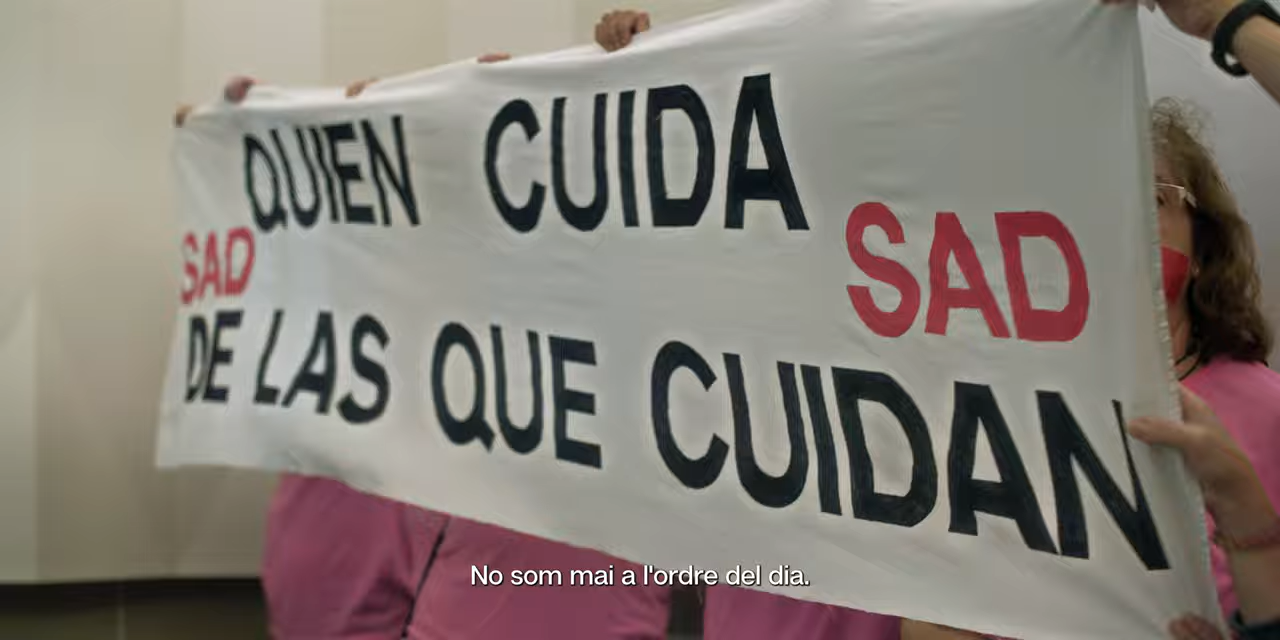 QUIEN CUIDA
SAD
SAD
DE LAS QUE CUIDAN
No som mai a l'ordre del dia.